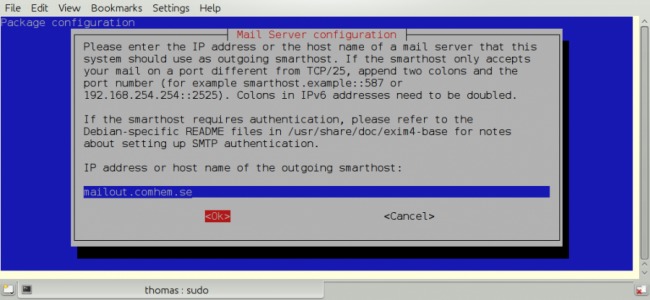 File Edit View Bookmarks Settings Help
Package configuration
Mail Server configuration
Please enter the IP address or the host name of a mail server that this
system should use as outgoing smarthost. If the smarthost only accepts
your mail on a port different from TCP/25, append two colons and the
port number (for example smarthost.example::587 or
192.168.254.254::2525). Colons in IPv6 addresses need to be doubled.
If the smarthost requires authentication, please refer to the
Debian-specific README files in /usr/share/doc/exim4-base for notes
about setting up SMTP authentication.
IP address or host name of the outgoing smarthost:
mailout.comhem.se
<Ok> <Cancel>
thomas : sudo